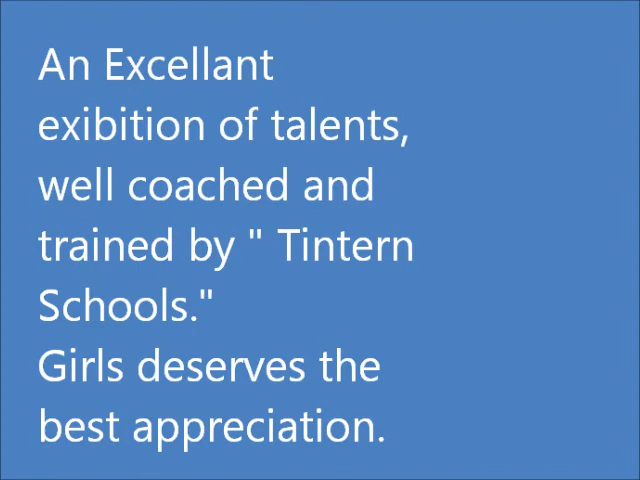 An Excellant
exibition of talents,
well coached and
trained by " Tintern
Schools."
Girls deserves the
best appreciation.